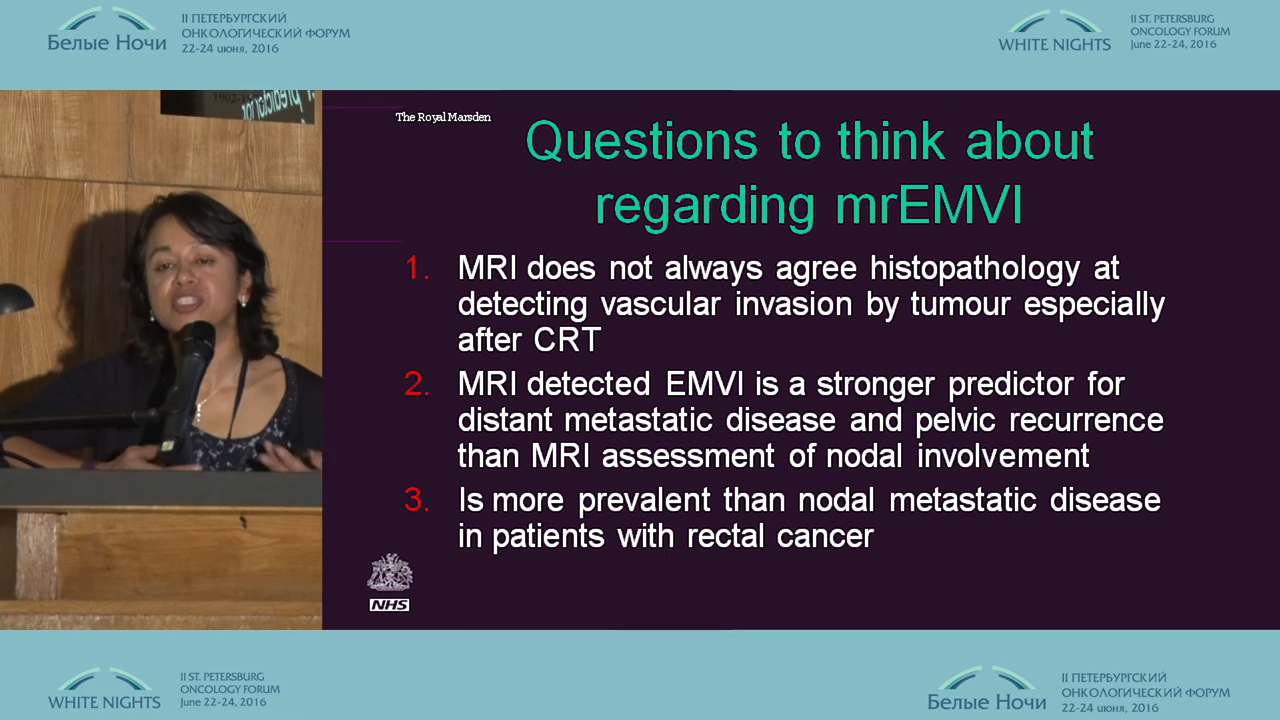 Белые Ночи
II ПЕТЕРБУРГСКИЙ
ОНКОЛОГИЧЕСКИЙ ФОРУМ
22-24 июня, 2016
WHITE NIGHTS
II ST. PETERSBURG
ONCOLOGY FORUM
June 22-24, 2016
The Royal Marsden
Questions to think about
regarding mrEMVI
1. MRI does not always agree histopathology at
detecting vascular invasion by tumour especially
after CRT
2. MRI detected EMVI is a stronger predictor for
distant metastatic disease and pelvic recurrence
than MRI assessment of nodal involvement
3. Is more prevalent than nodal metastatic disease
in patients with rectal cancer
NHS
WHITE NIGHTS
II ST. PETERSBURG
ONCOLOGY FORUM
June 22-24, 2016
Белые Ночи
II ПЕТЕРБУРГСКИЙ
ОНКОЛОГИЧЕСКИЙ ФОРУМ
22-24 июня, 2016